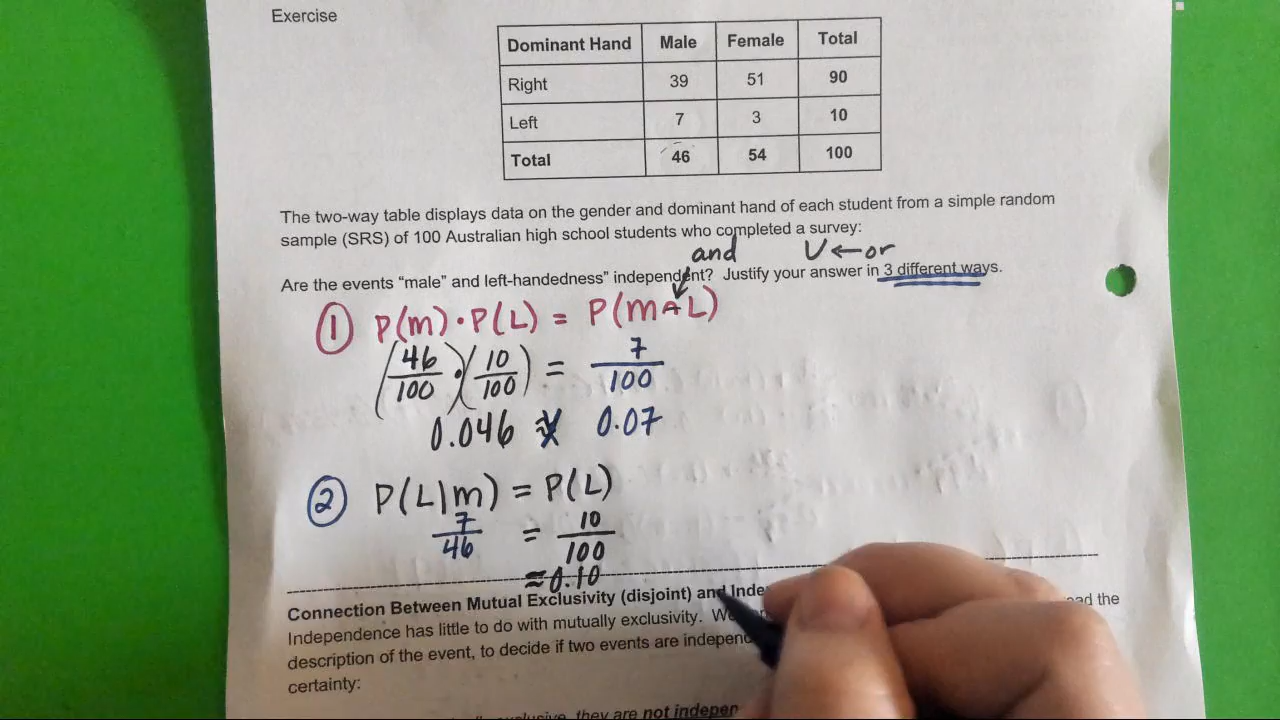 Exercise
Dominant Hand Male Female Total
Right 39 51 90
Left 7 3 10
Total 46 54 100
The two-way table displays data on the gender and dominant hand of each student from a simple random
sample (SRS) of 100 Australian high school students who completed a survey:
and U ← or
Are the events “male” and left-handedness” independent? Justify your answer in 3 different ways.
① P(m) · P(L) = P(m ∩ L)
(46/100) · (10/100) = 7/100
0.046 ≠ 0.07
② P(L|m) = P(L)
7/46 = 10/100
≈ 0.10
Connection Between Mutual Exclusivity (disjoint) and
Independence has little to do with mutually exclusivity. ad the
description of the event, to decide if two events are
certainty:
they are not